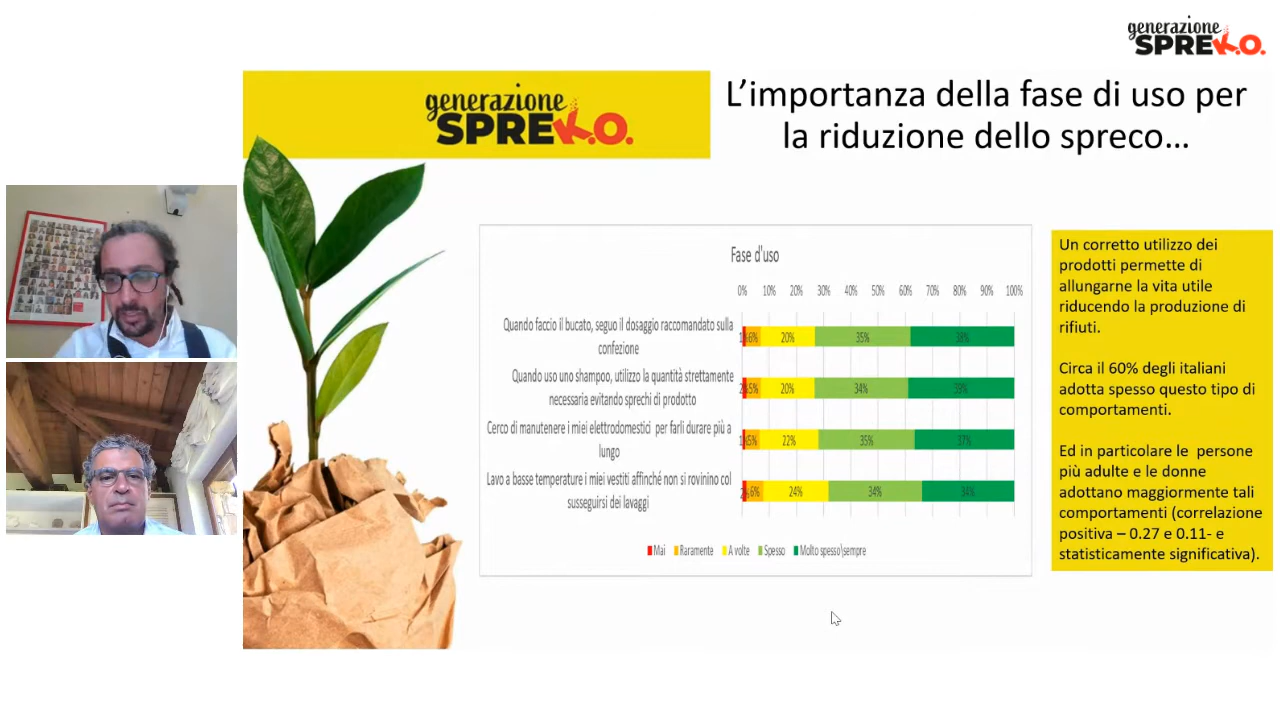 generazione
SPREK.O.
generazione
SPREK.O.
L'importanza della fase di uso per
la riduzione dello spreco...
Fase d'uso
0% 10% 20% 30% 40% 50% 60% 70% 80% 90% 100%
Quando faccio il bucato, seguo il dosaggio raccomandato sulla
confezione
1% 6% 20% 35% 38%
Quando uso uno shampoo, utilizzo la quantità strettamente
necessaria evitando sprechi di prodotto
2% 5% 20% 34% 39%
Cerco di manutenere i miei elettrodomestici per farli durare più a
lungo
1% 5% 22% 35% 37%
Lavo a basse temperature i miei vestiti affinché non si rovinino col
susseguirsi dei lavaggi
2% 6% 24% 34% 34%
Mai Raramente A volte Spesso Molto spesso\sempre
Un corretto utilizzo dei
prodotti permette di
allungarne la vita utile
riducendo la produzione di
rifiuti.
Circa il 60% degli italiani
adotta spesso questo tipo di
comportamenti.
Ed in particolare le persone
più adulte e le donne
adottano maggiormente tali
comportamenti (correlazione
positiva – 0.27 e 0.11- e
statisticamente significativa).